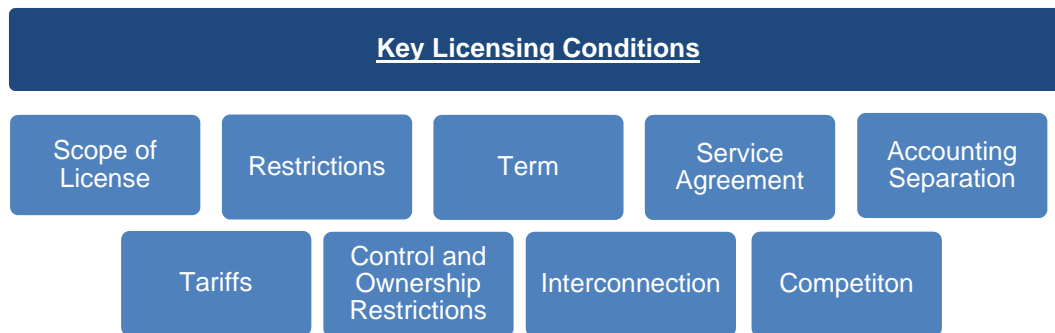 Key Licensing Conditions
Scope of
License
Restrictions
Term
Service
Agreement
Accounting
Separation
Tariffs
Control and
Ownership
Restrictions
Interconnection
Competiton